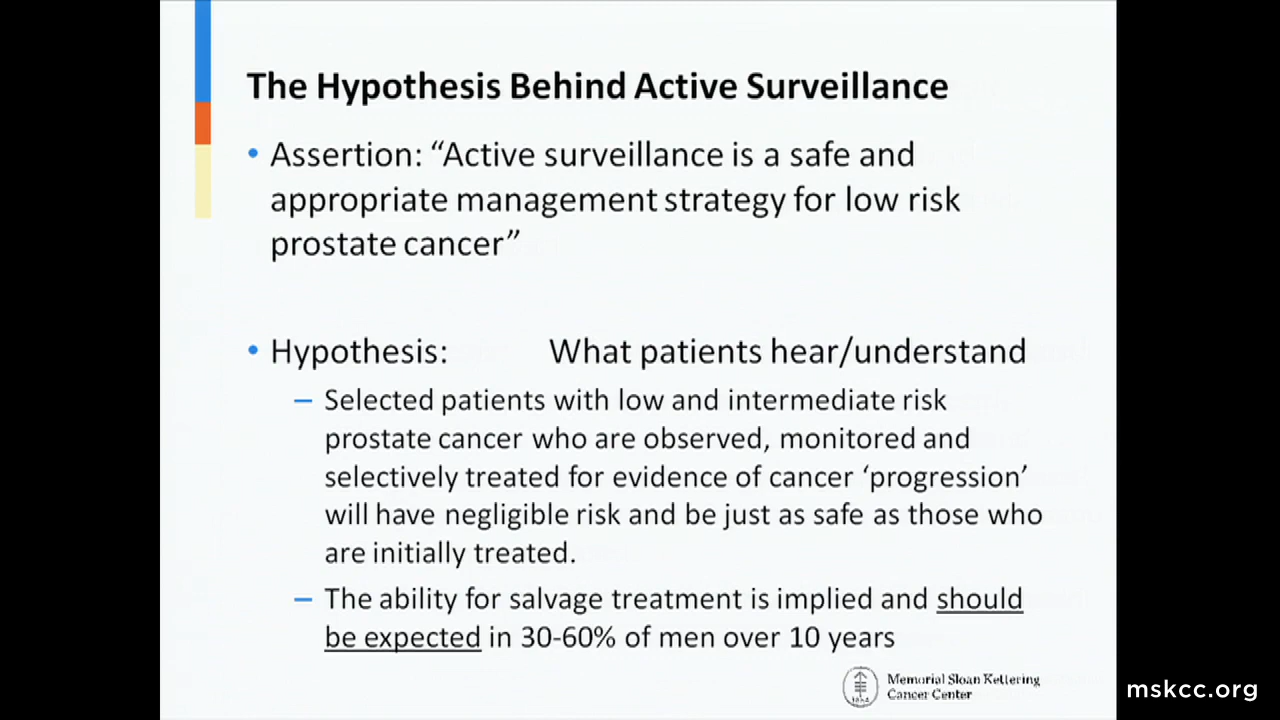 The Hypothesis Behind Active Surveillance
• Assertion: “Active surveillance is a safe and
appropriate management strategy for low risk
prostate cancer”
• Hypothesis: What patients hear/understand
– Selected patients with low and intermediate risk
prostate cancer who are observed, monitored and
selectively treated for evidence of cancer ‘progression’
will have negligible risk and be just as safe as those who
are initially treated.
– The ability for salvage treatment is implied and should
be expected in 30-60% of men over 10 years
Memorial Sloan Kettering
Cancer Center
mskcc.org